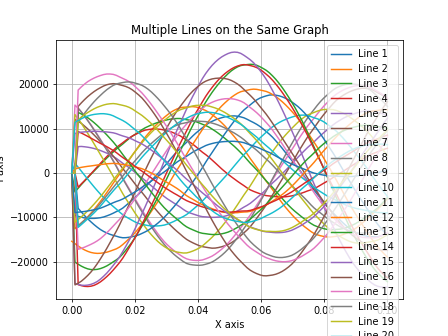 Multiple Lines on the Same Graph
20000
10000
0
−10000
−20000
0.00
0.02
0.04
0.06
X axis
axis
Line 1
Line 2
Line 3
Line 4
Line 5
Line 6
Line 7
Line 8
Line 9
Line 10
Line 11
Line 12
Line 13
Line 14
Line 15
Line 16
Line 17
Line 18
Line 19
Line 20